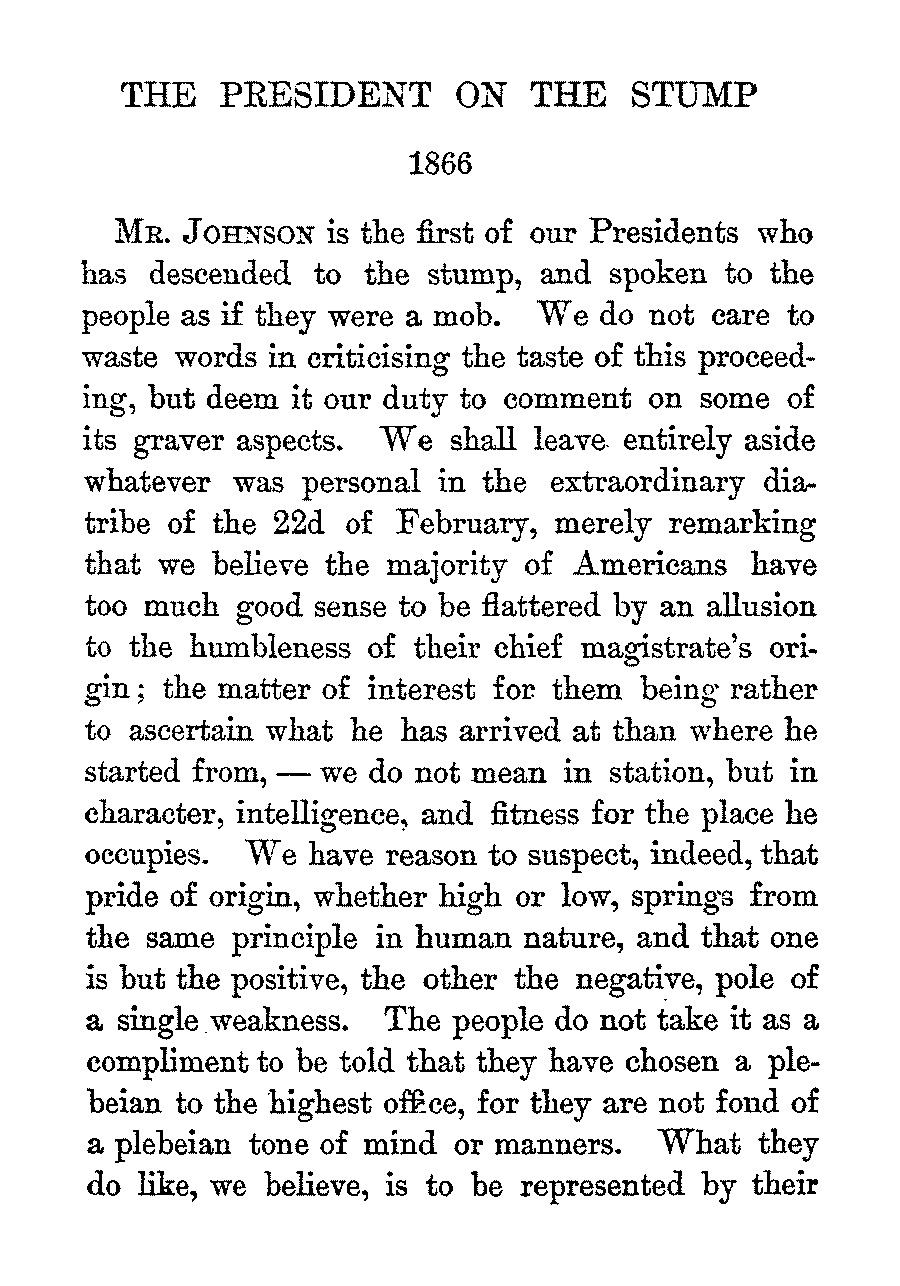 THE PRESIDENT ON THE STUMP
1866
MR. JOHNSON is the first of our Presidents who
has descended to the stump, and spoken to the
people as if they were a mob. We do not care to
waste words in criticising the taste of this proceed-
ing, but deem it our duty to comment on some of
its graver aspects. We shall leave entirely aside
whatever was personal in the extraordinary dia-
tribe of the 22d of February, merely remarking
that we believe the majority of Americans have
too much good sense to be flattered by an allusion
to the humbleness of their chief magistrate's ori-
gin; the matter of interest for them being rather
to ascertain what he has arrived at than where he
started from, — we do not mean in station, but in
character, intelligence, and fitness for the place he
occupies. We have reason to suspect, indeed, that
pride of origin, whether high or low, springs from
the same principle in human nature, and that one
is but the positive, the other the negative, pole of
a single weakness. The people do not take it as a
compliment to be told that they have chosen a ple-
beian to the highest office, for they are not fond of
a plebeian tone of mind or manners. What they
do like, we believe, is to be represented by their